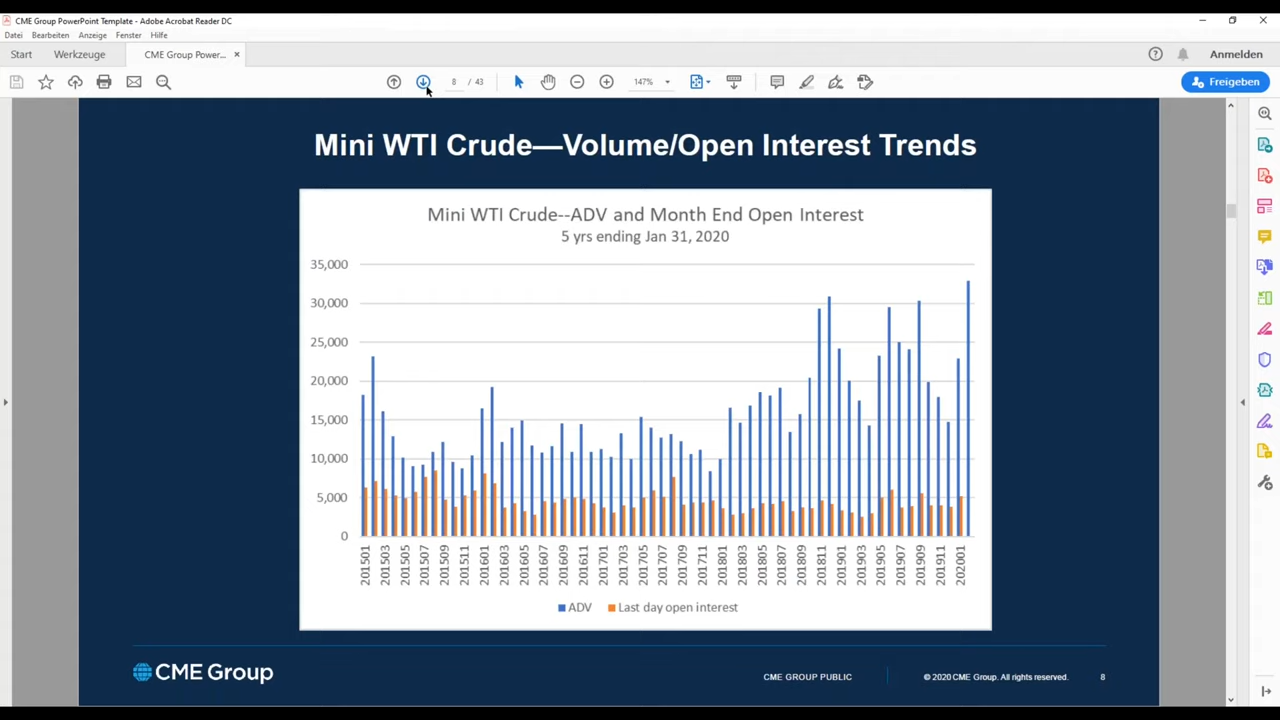 CME Group PowerPoint Template - Adobe Acrobat Reader DC
Datei Bearbeiten Anzeige Fenster Hilfe
Start Werkzeuge CME Group Power... × Anmelden
8 / 43 147% Freigeben
Mini WTI Crude—Volume/Open Interest Trends
Mini WTI Crude--ADV and Month End Open Interest
5 yrs ending Jan 31, 2020
35,000
30,000
25,000
20,000
15,000
10,000
5,000
0
201501 201503 201505 201507 201509 201511 201601 201603 201605 201607 201609 201611 201701 201703 201705 201707 201709 201711 201801 201803 201805 201807 201809 201811 201901 201903 201905 201907 201909 201911 202001
ADV Last day open interest
CME Group
CME GROUP PUBLIC © 2020 CME Group. All rights reserved. 8